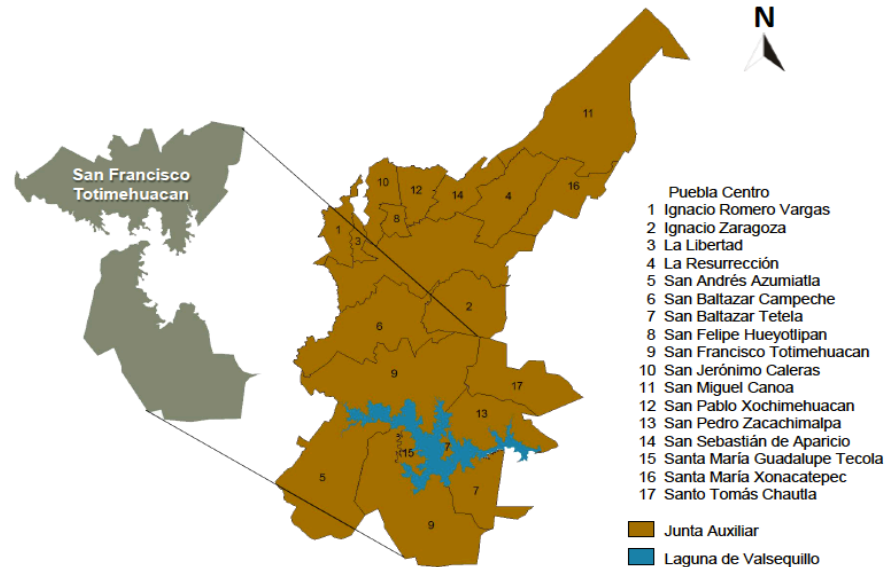 N
San Francisco
Totimehuacan
11
10
12
14
4
16
8
1
3
2
6
9
17
13
15
7
5
7
9
Puebla Centro
1 Ignacio Romero Vargas
2 Ignacio Zaragoza
3 La Libertad
4 La Resurrección
5 San Andrés Azumiatla
6 San Baltazar Campeche
7 San Baltazar Tetela
8 San Felipe Hueyotlipan
9 San Francisco Totimehuacan
10 San Jerónimo Caleras
11 San Miguel Canoa
12 San Pablo Xochimehuacan
13 San Pedro Zacachimalpa
14 San Sebastián de Aparicio
15 Santa María Guadalupe Tecola
16 Santa María Xonacatepec
17 Santo Tomás Chautla
Junta Auxiliar
Laguna de Valsequillo